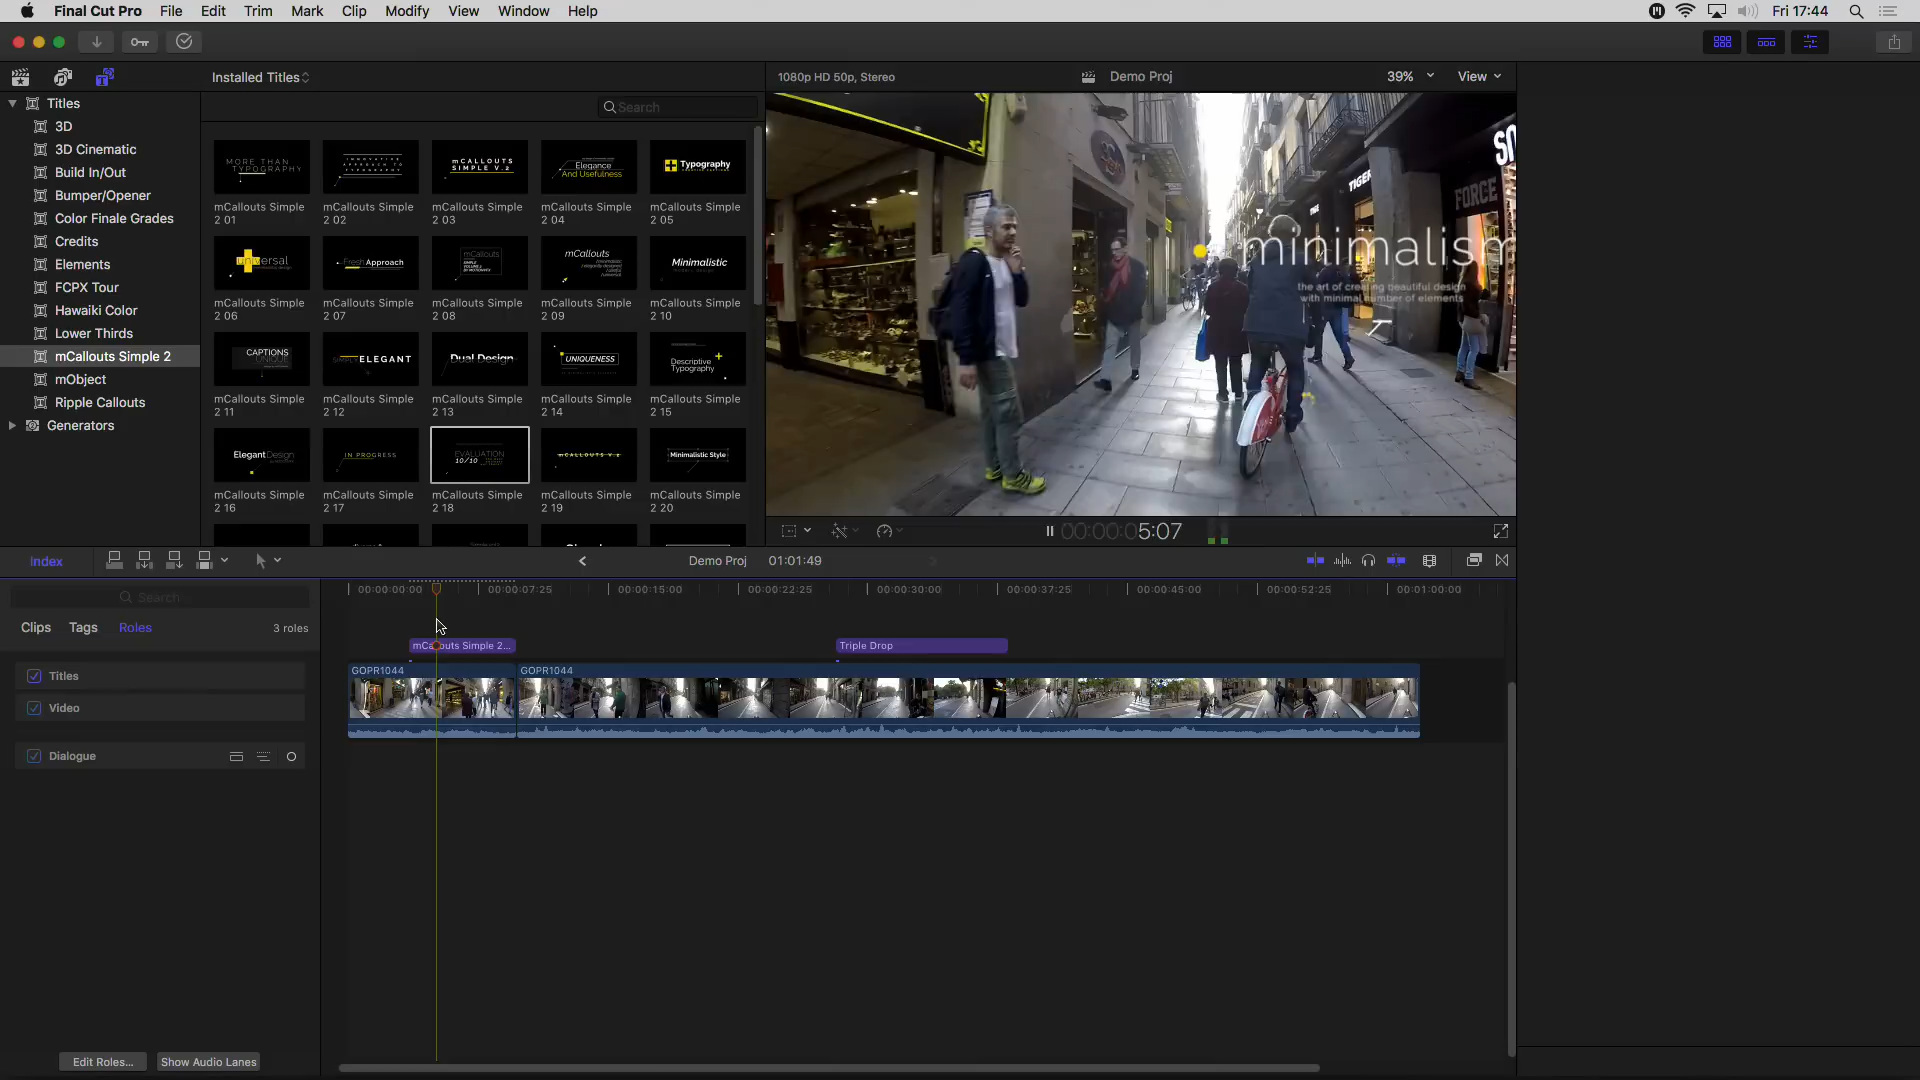 Final Cut Pro File Edit Trim Mark Clip Modify View Window Help
Fri 17:44
Installed Titles
1080p HD 50p, Stereo
Demo Proj
39%
View
Titles
3D
3D Cinematic
Build In/Out
Bumper/Opener
Color Finale Grades
Credits
Elements
FCPX Tour
Hawaiki Color
Lower Thirds
mCallouts Simple 2
mObject
Ripple Callouts
Generators
Search
MORE THAN
TYPOGRAPHY
INNOVATIVE
APPROACH TO
TYPOGRAPHY
mCALLOUTS
SIMPLE V.2
Elegance
And Usefulness
Typography
mCallouts Simple
2 01
mCallouts Simple
2 02
mCallouts Simple
2 03
mCallouts Simple
2 04
mCallouts Simple
2 05
universal
Fresh Approach
mCallouts
mCallouts
Minimalistic
mCallouts Simple
2 06
mCallouts Simple
2 07
mCallouts Simple
2 08
mCallouts Simple
2 09
mCallouts Simple
2 10
CAPTIONS
UNIQUE
SIMPLY ELEGANT
Dual Design
UNIQUENESS
Descriptive
Typography
mCallouts Simple
2 11
mCallouts Simple
2 12
mCallouts Simple
2 13
mCallouts Simple
2 14
mCallouts Simple
2 15
Elegant Design
IN PROGRESS
EVALUATION
10/10
mCALLOUTS V.2
Minimalistic Style
mCallouts Simple
2 16
mCallouts Simple
2 17
mCallouts Simple
2 18
mCallouts Simple
2 19
mCallouts Simple
2 20
TIGER
FORCE
minimalism
the art of creating beautiful design
with minimal number of elements
00:00:05:07
Index
Demo Proj
01:01:49
Search
Clips
Tags
Roles
3 roles
Titles
Video
Dialogue
Edit Roles...
Show Audio Lanes
00:00:00:00
00:00:07:25
00:00:15:00
00:00:22:25
00:00:30:00
00:00:37:25
00:00:45:00
00:00:52:25
00:01:00:00
mCallouts Simple 2...
Triple Drop
GOPR1044
GOPR1044